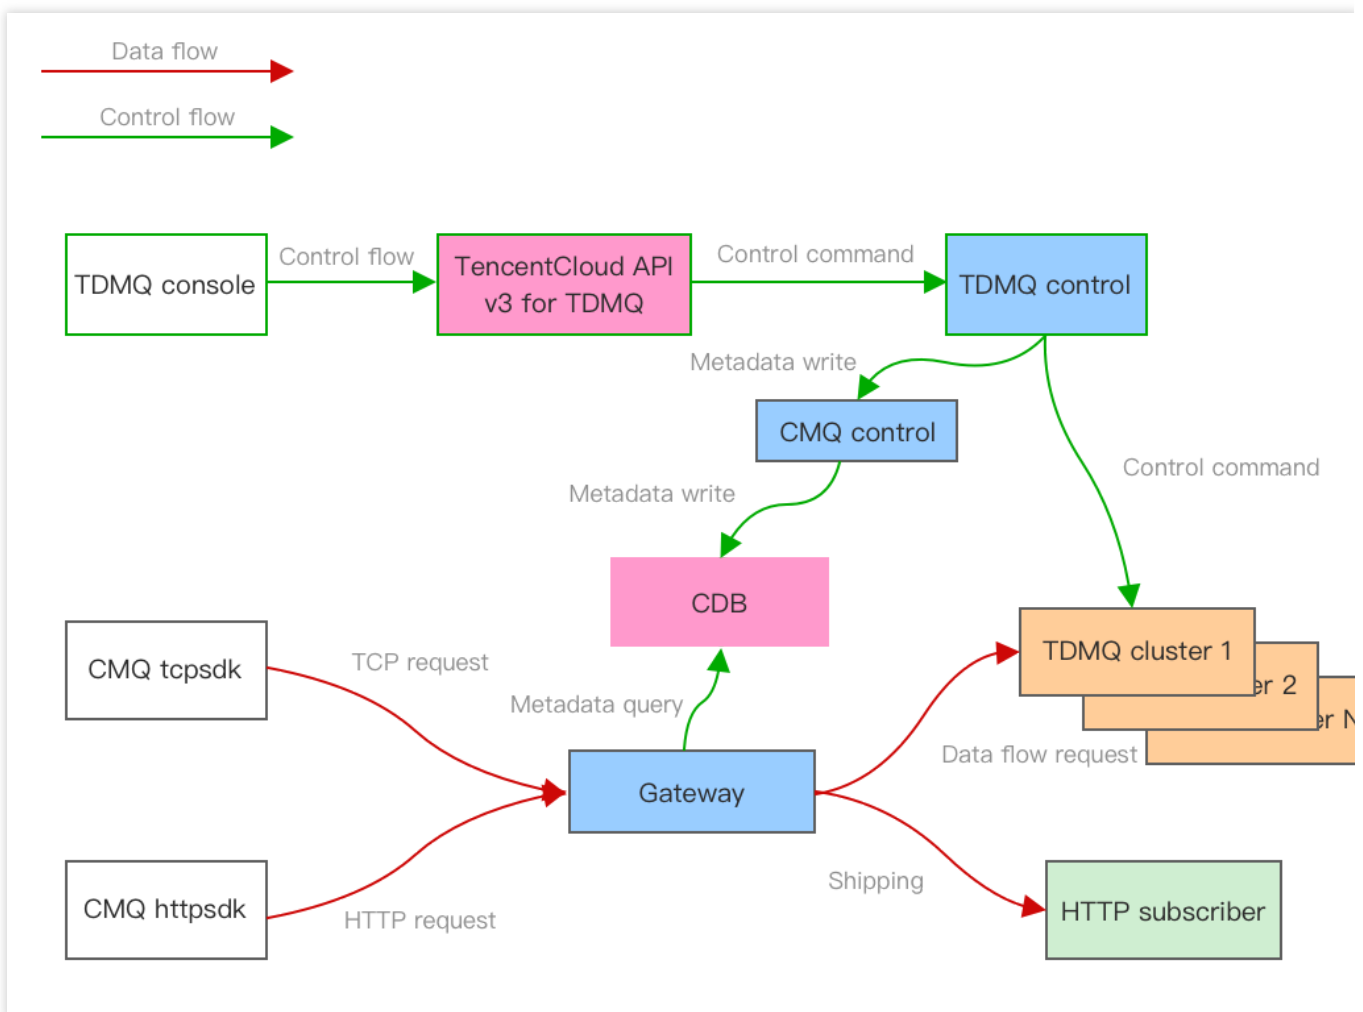 Data flow
Control flow
TDMQ console
Control flow
TencentCloud API
v3 for TDMQ
Control command
TDMQ control
Metadata write
CMQ control
Control command
Metadata write
CDB
TDMQ cluster 1
2
N
CMQ tcpsdk
TCP request
Metadata query
Data flow request
Gateway
Shipping
CMQ httpsdk
HTTP request
HTTP subscriber